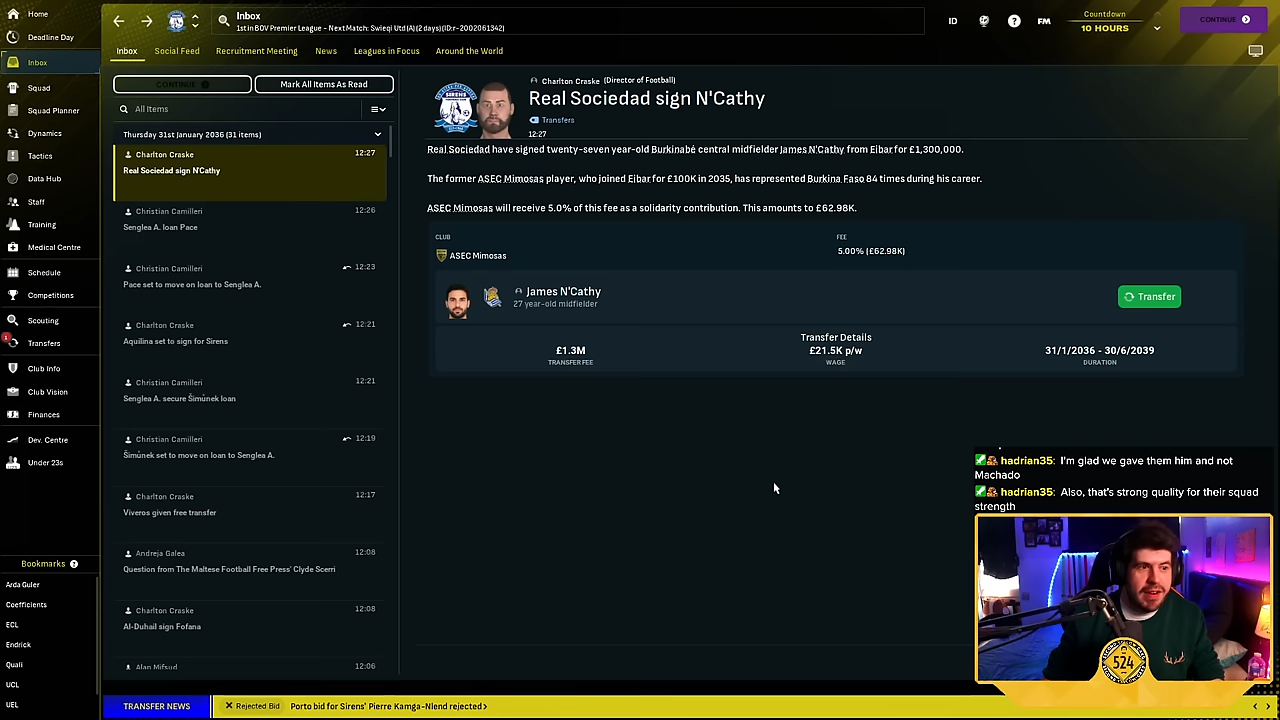 Home
Deadline Day
Inbox
Squad
Squad Planner
Dynamics
Tactics
Data Hub
Staff
Training
Medical Centre
Schedule
Competitions
Scouting
1
Transfers
Club Info
Club Vision
Finances
Dev. Centre
Under 23s
Bookmarks ?
Arda Guler
Coefficients
ECL
Endrick
Quali
UCL
UEL
Inbox
1st in BOV Premier League - Next Match: Swieqi Utd (A) (2 days) (ID:r-2002061342)
ID
?
FM
Countdown
10 HOURS
CONTINUE
Inbox
Social Feed
Recruitment Meeting
News
Leagues in Focus
Around the World
CONTINUE
Mark All Items As Read
All Items
Thursday 31st January 2036 (31 items)
Charlton Craske 12:27
Real Sociedad sign N'Cathy
Christian Camilleri 12:26
Senglea A. loan Pace
Christian Camilleri 12:23
Pace set to move on loan to Senglea A.
Charlton Craske 12:21
Aquilina set to sign for Sirens
Christian Camilleri 12:21
Senglea A. secure Šimůnek loan
Christian Camilleri 12:19
Šimůnek set to move on loan to Senglea A.
Charlton Craske 12:17
Viveros given free transfer
Andreja Galea 12:08
Question from The Maltese Football Free Press' Clyde Scerri
Charlton Craske 12:08
Al-Duhail sign Fofana
Alan Mifsud 12:06
SIRENS
Charlton Craske (Director of Football)
Real Sociedad sign N'Cathy
Transfers
12:27
Real Sociedad have signed twenty-seven year-old Burkinabé central midfielder James N'Cathy from Eibar for £1,300,000.
The former ASEC Mimosas player, who joined Eibar for £100K in 2035, has represented Burkina Faso 84 times during his career.
ASEC Mimosas will receive 5.0% of this fee as a solidarity contribution. This amounts to £62.98K.
CLUB FEE
ASEC Mimosas 5.00% (£62.98K)
James N'Cathy
27 year-old midfielder
Transfer
Transfer Details
£1.3M £21.5K p/w 31/1/2036 - 30/6/2039
TRANSFER FEE WAGE DURATION
hadrian35: I'm glad we gave them him and not
Machado
hadrian35: Also, that's strong quality for their squad
strength
524
TRANSFER NEWS
Rejected Bid
Porto bid for Sirens' Pierre Kamga-Nlend rejected